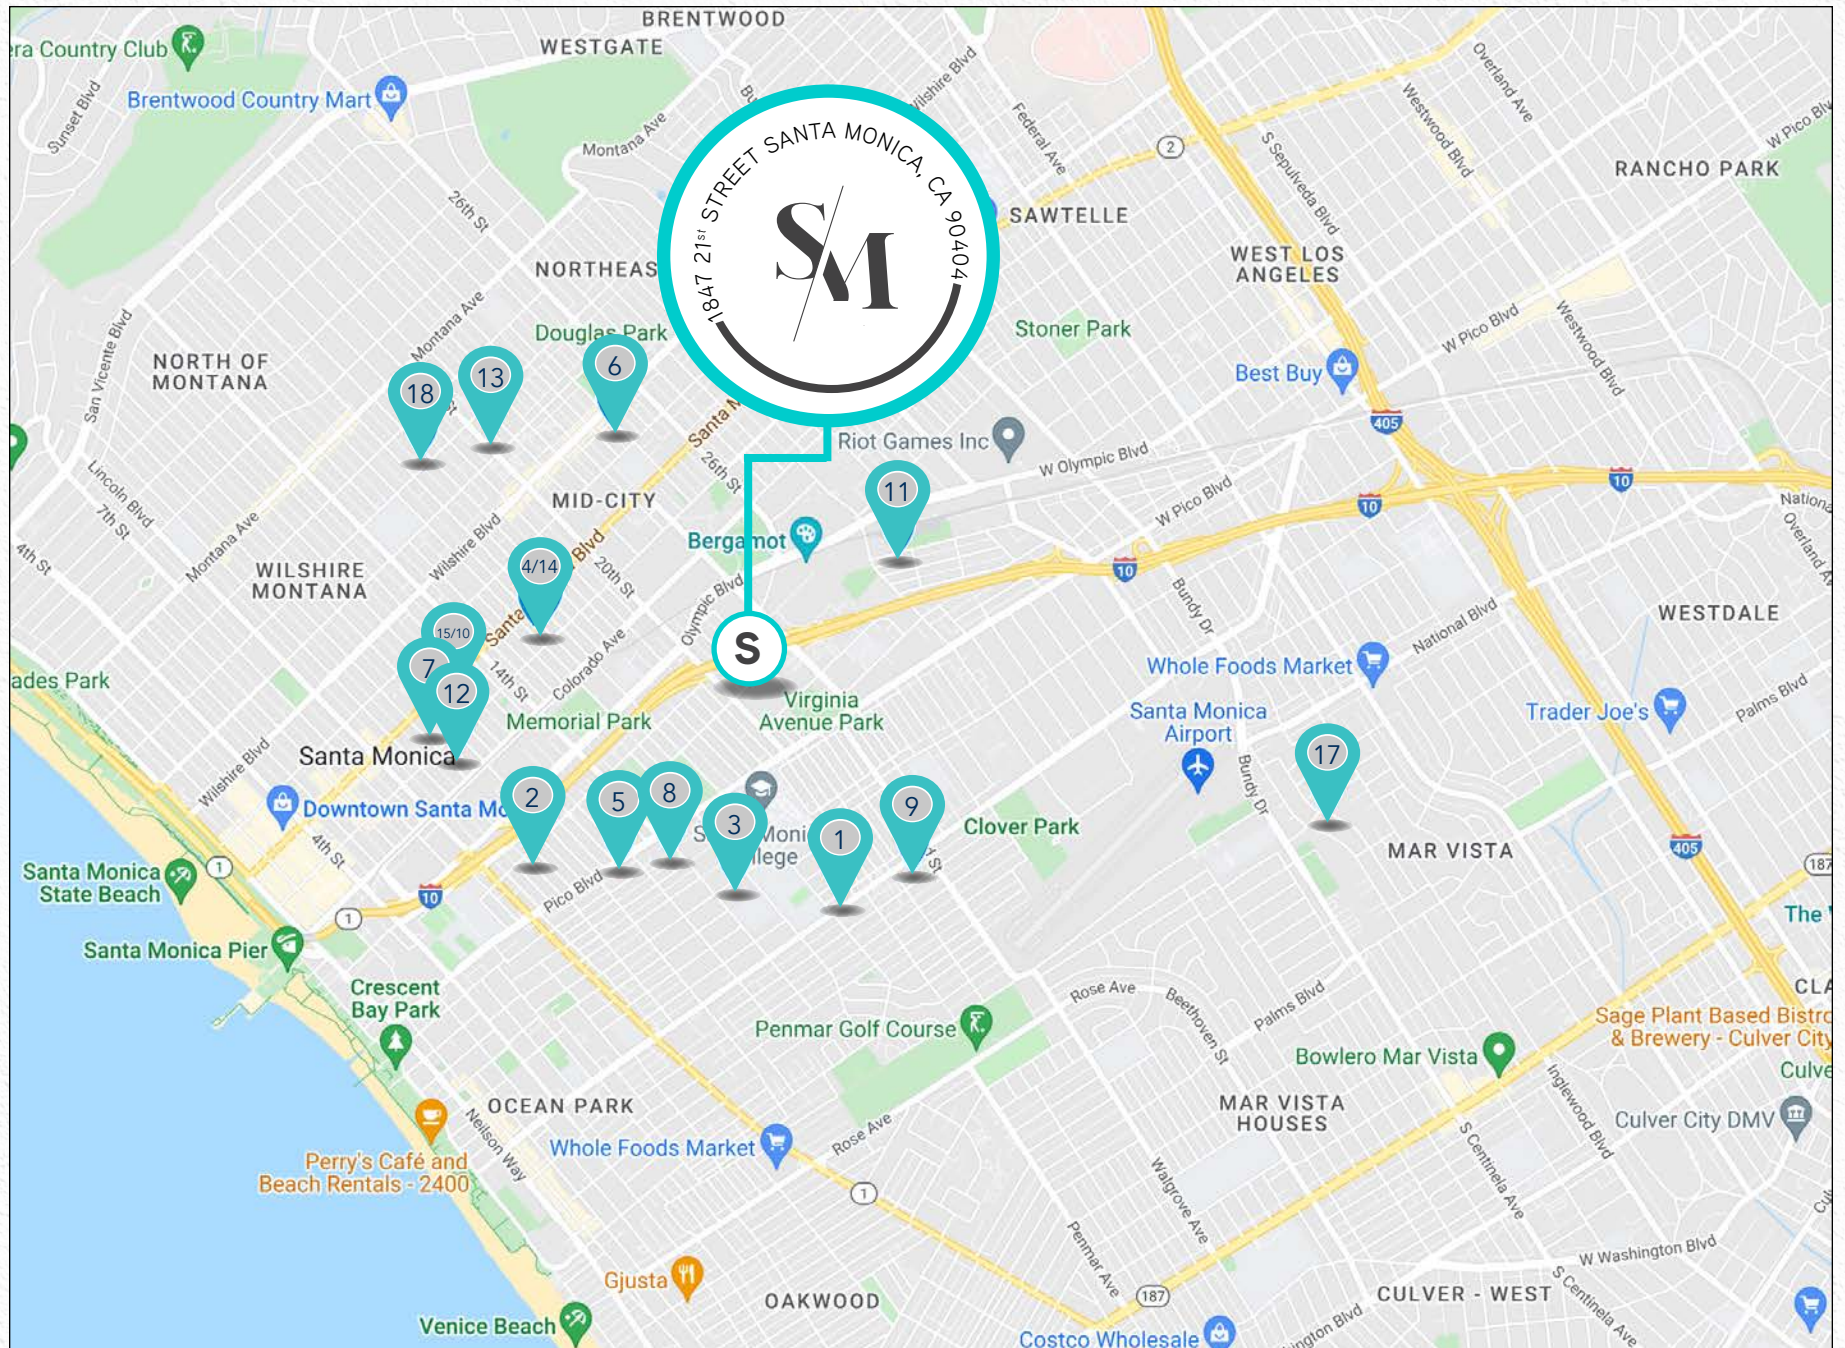 BRENTWOOD
WESTGATE
era Country Club
Brentwood Country Mart
Sunset Blvd
Montana Ave
Wilshire Blvd
Federal Ave
2
Overland Ave
Westwood Blvd
W Pico Blv
S Sepulveda Blvd
RANCHO PARK
1847 21st STREET SANTA MONICA, CA 90404
SM
26th St
SAWTELLE
WEST LOS
ANGELES
NORTHEAS
Montana Ave
San Vicente Blvd
Douglas Park
Stoner Park
W Pico Blvd
Westwood Blvd
NORTH OF
MONTANA
18
13
6
Best Buy
405
Santa M
26th St
Riot Games Inc
W Olympic Blvd
Lincoln Blvd
7th St
4th St
Montana Ave
MID-CITY
Wilshire Blvd
11
W Pico Blvd
10
10
Nationa
Overland A
Bergamot
WILSHIRE
MONTANA
4/14
Blvd
20th St
Santa
Olympic Blvd
Colorado Ave
10
Bundy Dr
National Blvd
WESTDALE
15/10
7
12
14th St
S
ades Park
Whole Foods Market
Memorial Park
Virginia
Avenue Park
Santa Monica
Airport
Trader Joe's
Palms Blvd
Santa Monica
Wilshire Blvd
Downtown Santa Mo
2
5
8
3
1
9
17
Bundy Dr
4th St
Clover Park
MAR VISTA
405
187
Santa Monica
State Beach
1
10
Pico Blvd
1
The
Santa Monica Pier
Crescent
Bay Park
Rose Ave
Beethoven St
Palms Blvd
CLA
Penmar Golf Course
Sage Plant Based Bistro
& Brewery - Culver City
Bowlero Mar Vista
Culve
OCEAN PARK
Neilson Way
MAR VISTA
HOUSES
Inglewood Blvd
Culver City DMV
Whole Foods Market
Rose Ave
Perry's Café and
Beach Rentals - 2400
1
Walgrove Ave
S Centinela Ave
Penmar Ave
W Washington Blvd
Gjusta
OAKWOOD
187
CULVER - WEST
S Centinela Ave
Venice Beach
Costco Wholesale
ington Blvd